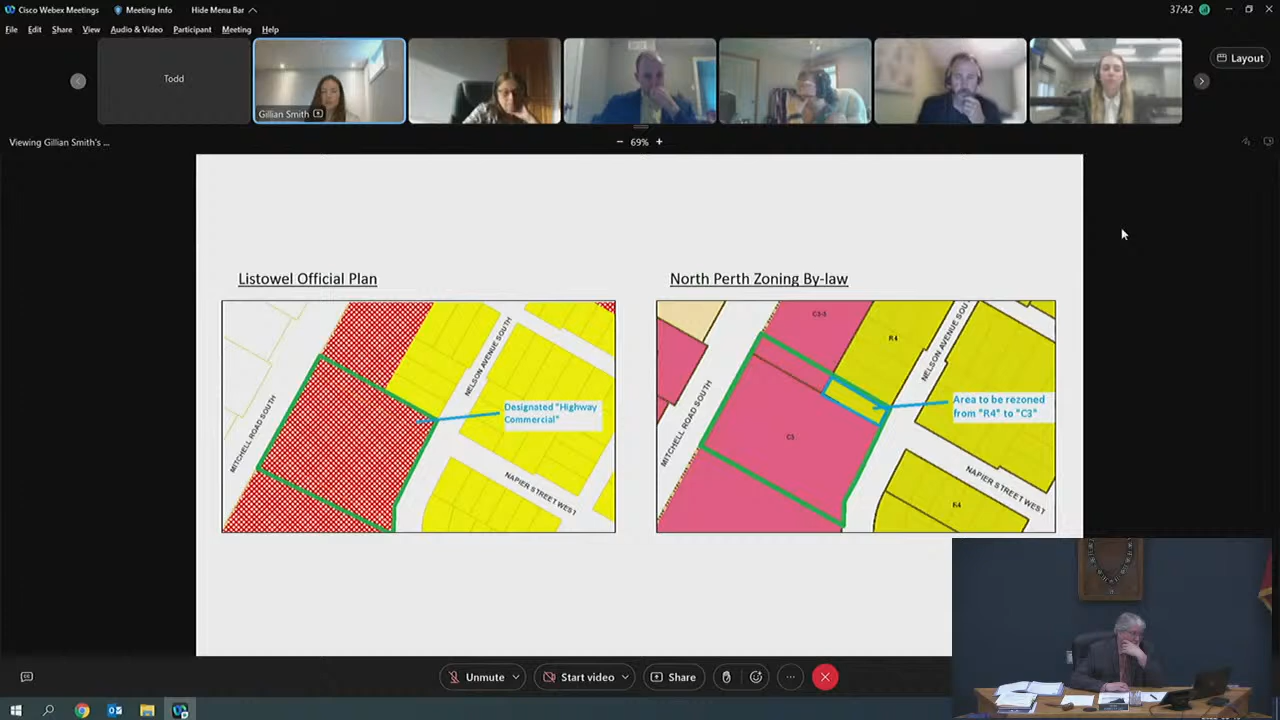 Cisco Webex Meetings
Meeting Info
Hide Menu Bar
37:42
File Edit Share View Audio & Video Participant Meeting Help
Todd
Gillian Smith
Layout
Viewing Gillian Smith's ...
69%
Listowel Official Plan
North Perth Zoning By-law
MITCHELL ROAD SOUTH
NELSON AVENUE SOUTH
Designated "Highway
Commercial"
NAPIER STREET WEST
C3-5
R4
NELSON AVENUE SOU
Area to be rezoned
from "R4" to "C3"
MITCHELL ROAD SOUTH
C3
NAPIER STREET WEST
R4
Unmute
Start video
Share